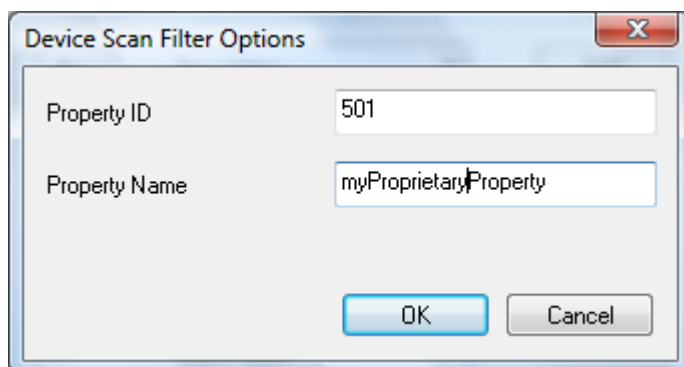 Device Scan Filter Options
Property ID 501
Property Name myProprietaryProperty
OK Cancel